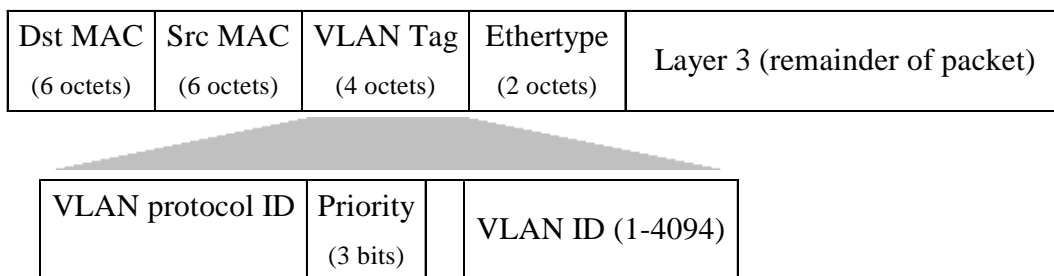 Dst MAC Src MAC VLAN Tag Ethertype Layer 3 (remainder of packet)
(6 octets) (6 octets) (4 octets) (2 octets)
VLAN protocol ID Priority VLAN ID (1-4094)
(3 bits)